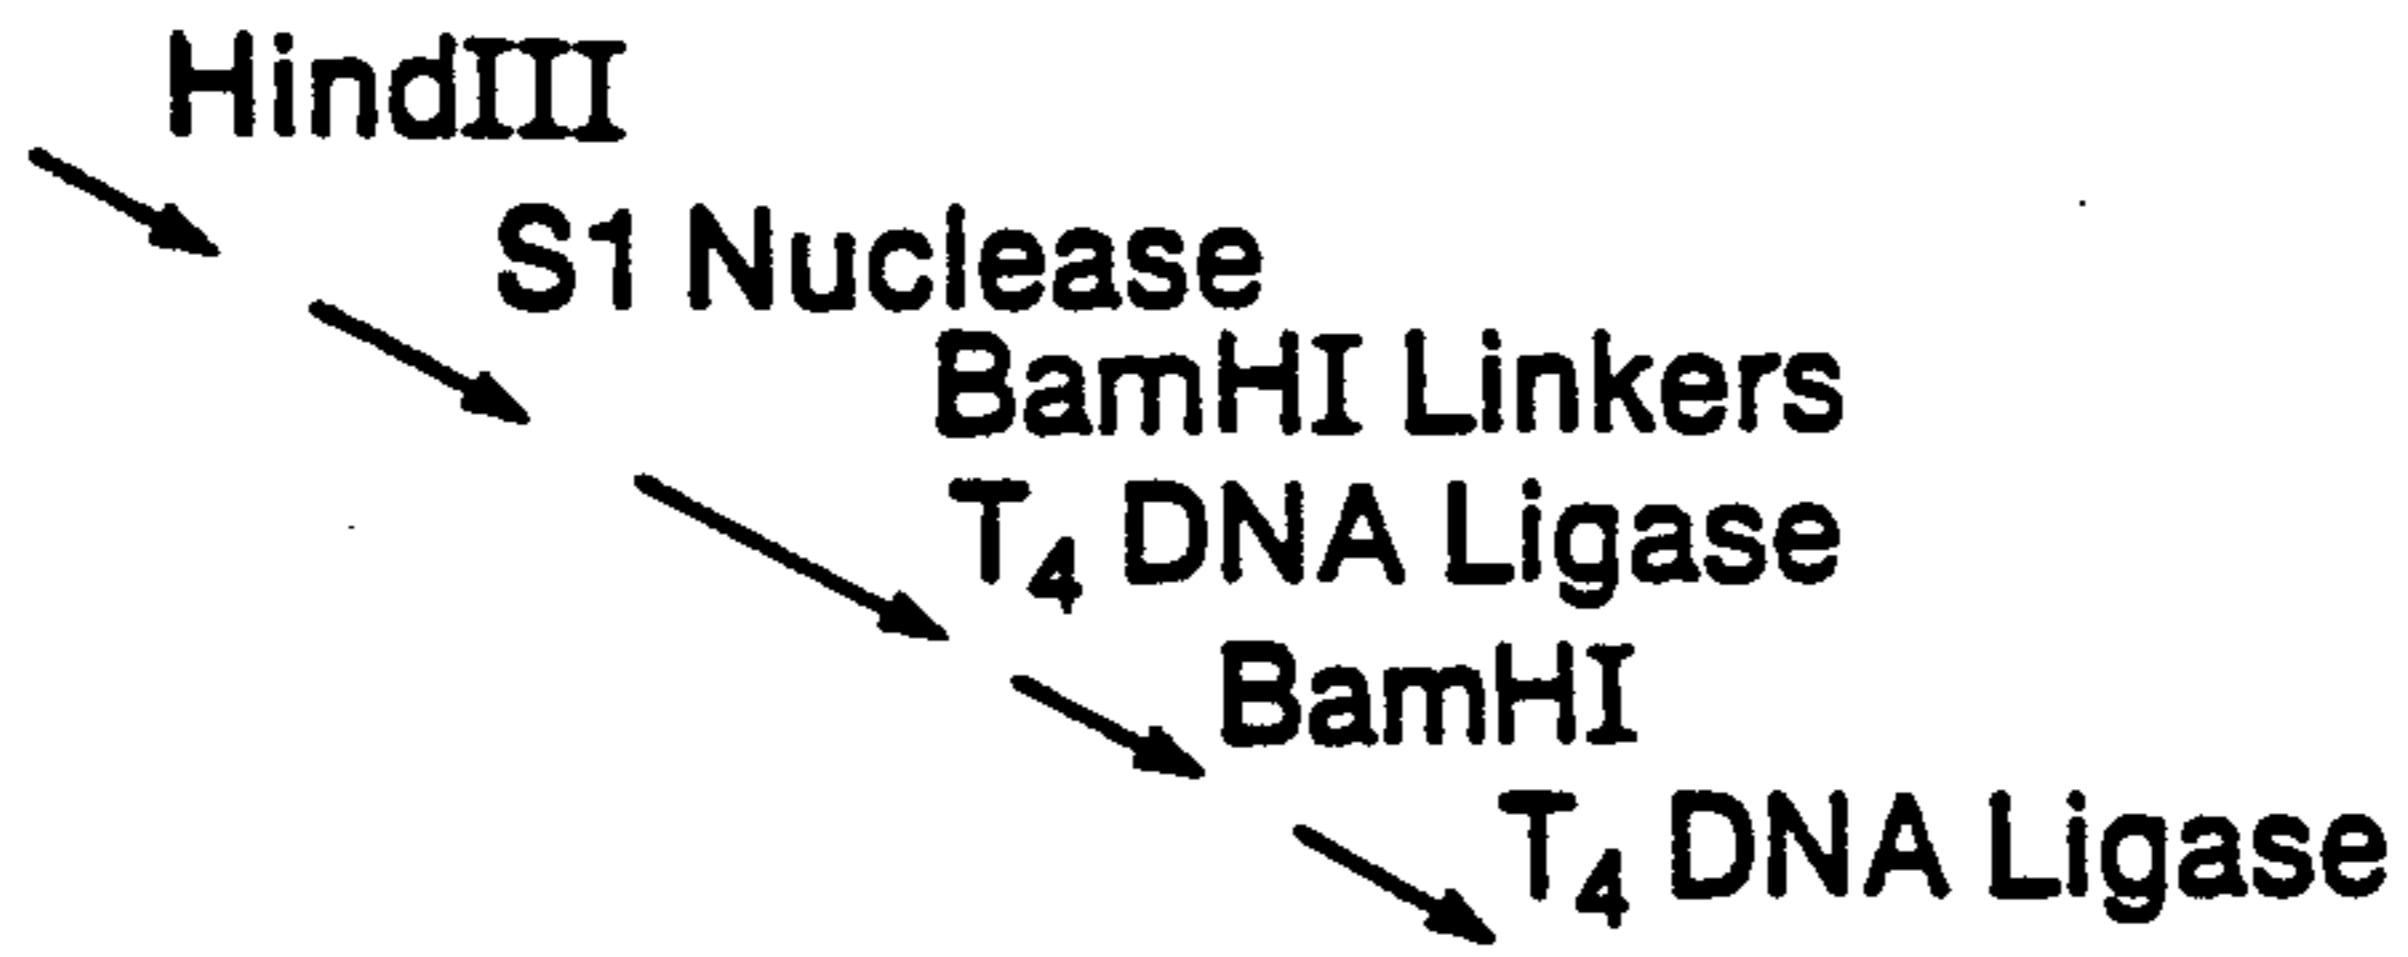 HindIII
S1 Nuclease
BamHI Linkers
T₄ DNA Ligase
BamHI
T₄ DNA Ligase